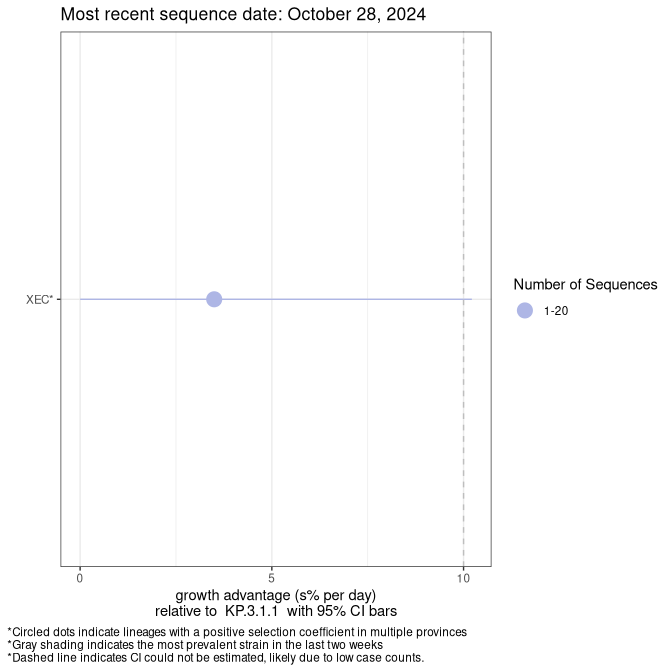 Most recent sequence date: October 28, 2024
XEC*
Number of Sequences
1-20
0
5
10
growth advantage (s% per day)
relative to KP.3.1.1 with 95% CI bars
*Circled dots indicate lineages with a positive selection coefficient in multiple provinces
*Gray shading indicates the most prevalent strain in the last two weeks
*Dashed line indicates CI could not be estimated, likely due to low case counts.